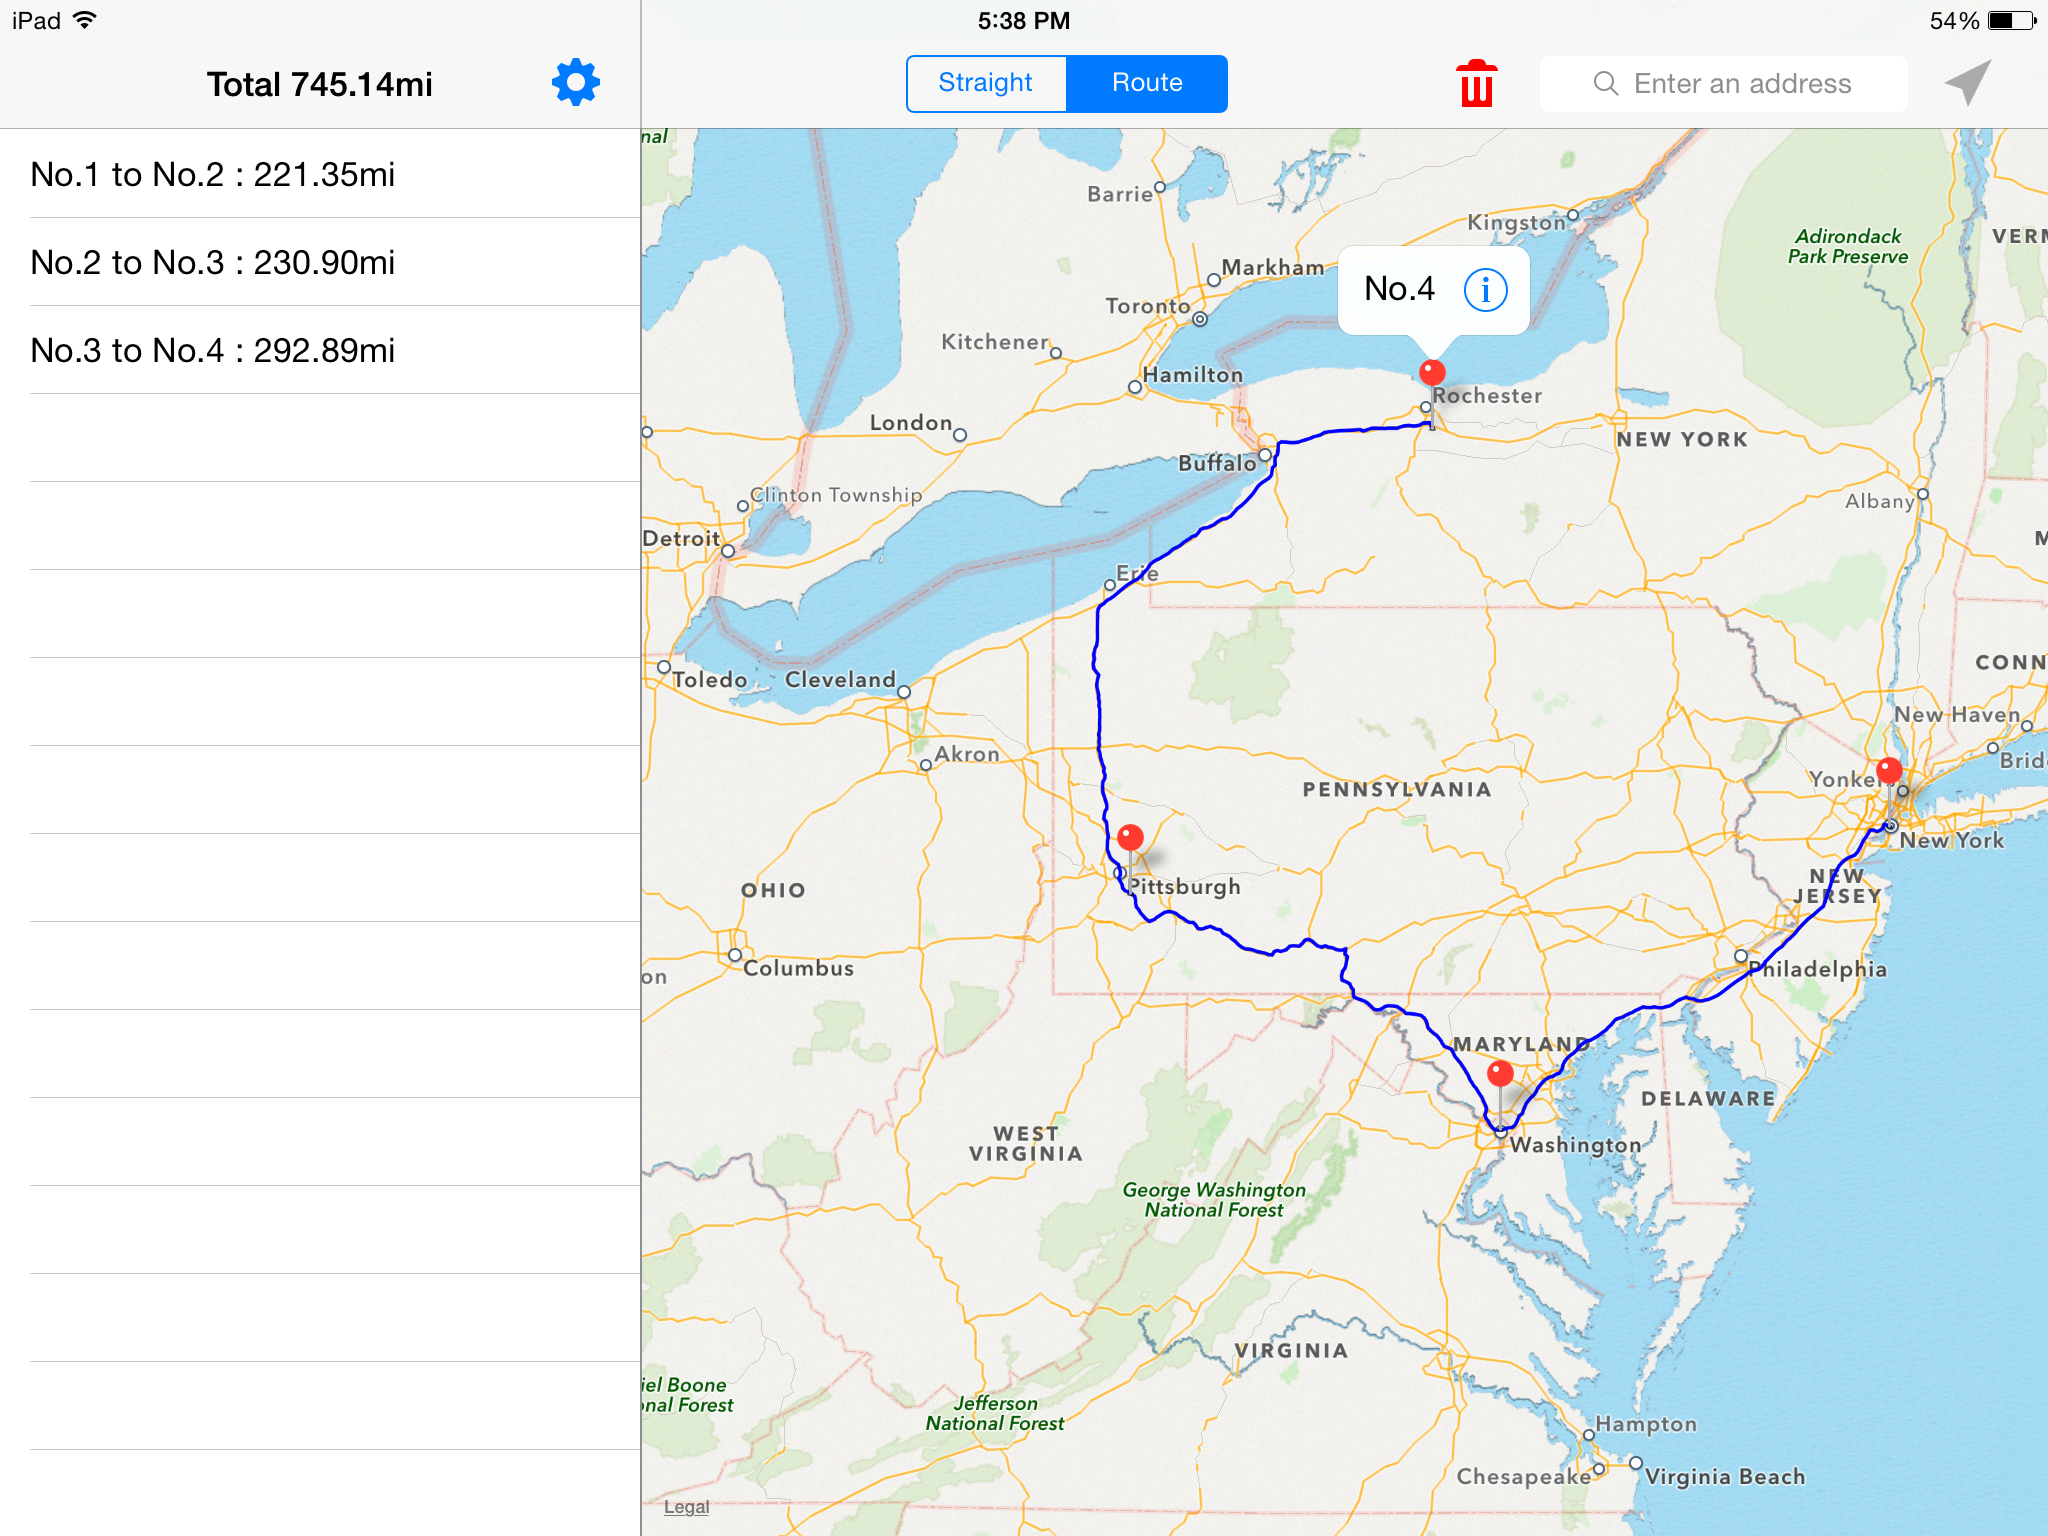 iPad
5:38 PM
54%
Total 745.14mi
Straight
Route
Enter an address
No.1 to No.2 : 221.35mi
No.2 to No.3 : 230.90mi
No.3 to No.4 : 292.89mi
nal
Barrie
Kingston
Adirondack
Park Preserve
VERM
Markham
No.4
i
Toronto
Kitchener
Hamilton
Rochester
London
NEW YORK
Buffalo
Clinton Township
Albany
Detroit
M
Erie
CONN
Toledo
Cleveland
New Haven
Akron
Brid
Yonke
PENNSYLVANIA
New York
Pittsburgh
OHIO
NEW
JERSEY
Columbus
on
Philadelphia
MARYLAND
DELAWARE
WEST
VIRGINIA
Washington
George Washington
National Forest
VIRGINIA
iel Boone
onal Forest
Jefferson
National Forest
Hampton
Chesapeake
Virginia Beach
Legal